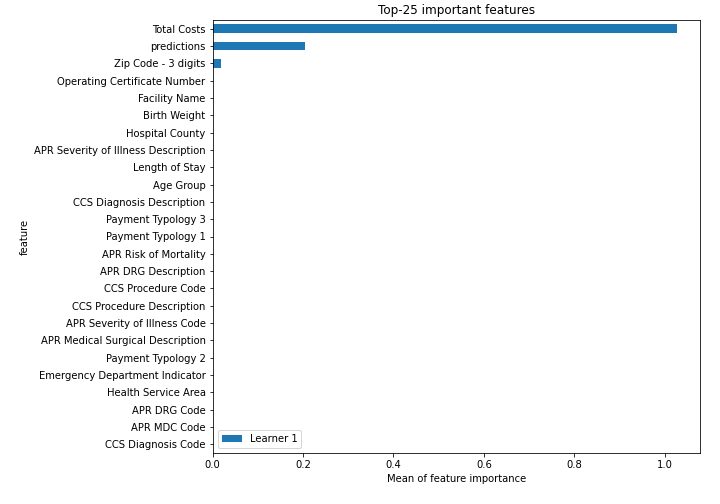 Top-25 important features
Total Costs
predictions
Zip Code - 3 digits
Operating Certificate Number
Facility Name
Birth Weight
Hospital County
APR Severity of Illness Description
Length of Stay
Age Group
CCS Diagnosis Description
Payment Typology 3
Payment Typology 1
APR Risk of Mortality
APR DRG Description
CCS Procedure Code
CCS Procedure Description
APR Severity of Illness Code
APR Medical Surgical Description
Payment Typology 2
Emergency Department Indicator
Health Service Area
APR DRG Code
APR MDC Code
CCS Diagnosis Code
feature
Learner 1
0.0 0.2 0.4 0.6 0.8 1.0
Mean of feature importance